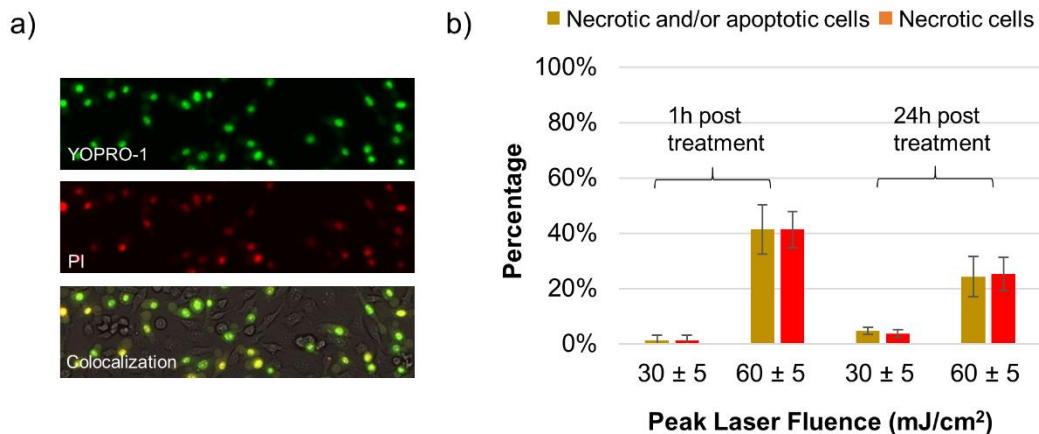 a)
YOPRO-1
PI
Colocalization
b)
Necrotic and/or apoptotic cells Necrotic cells
100%
80%
60%
40%
20%
0%
Percentage
1h post
treatment
24h post
treatment
30 ± 5 60 ± 5 30 ± 5 60 ± 5
Peak Laser Fluence (mJ/cm²)